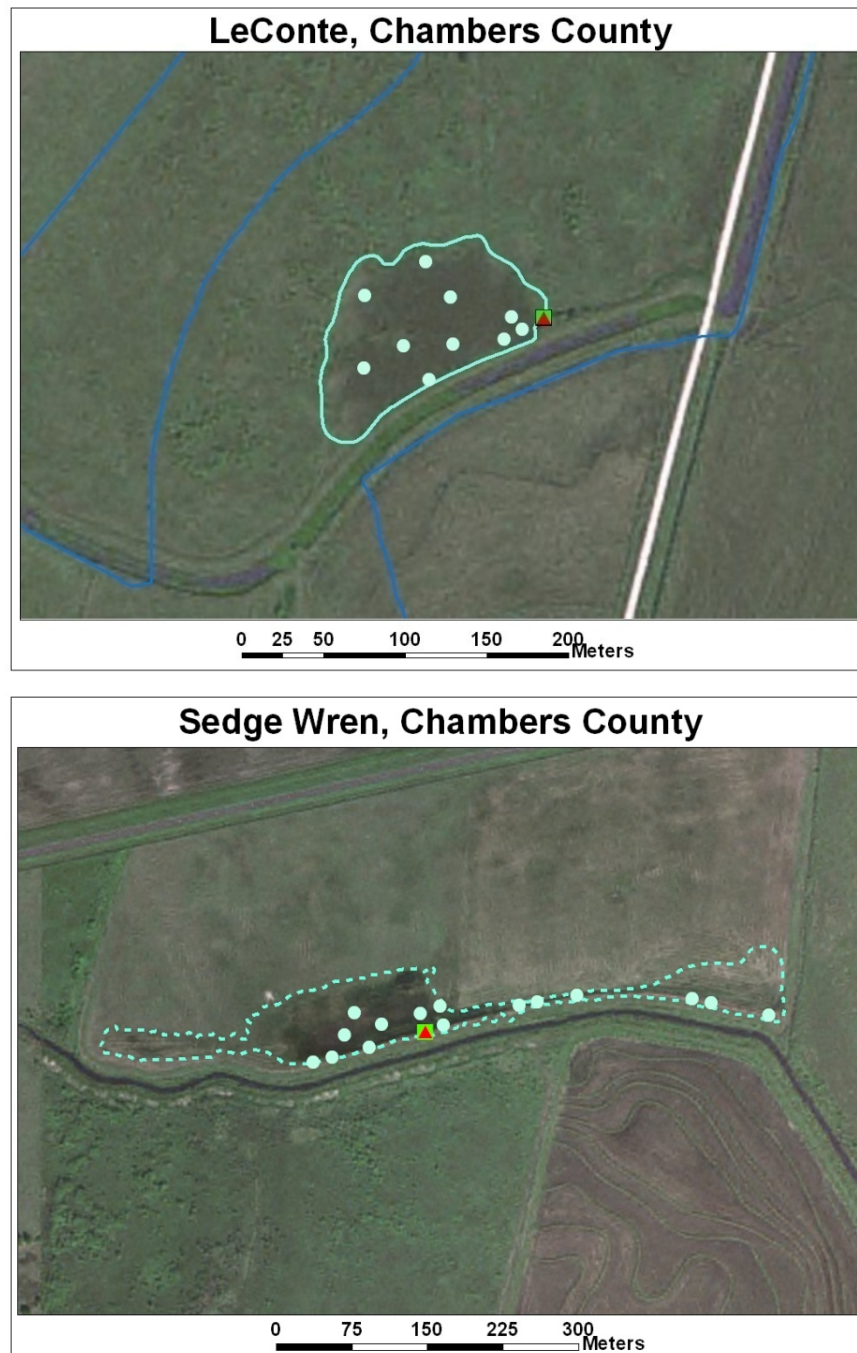 LeConte, Chambers County
0 25 50 100 150 200 Meters
Sedge Wren, Chambers County
0 75 150 225 300 Meters